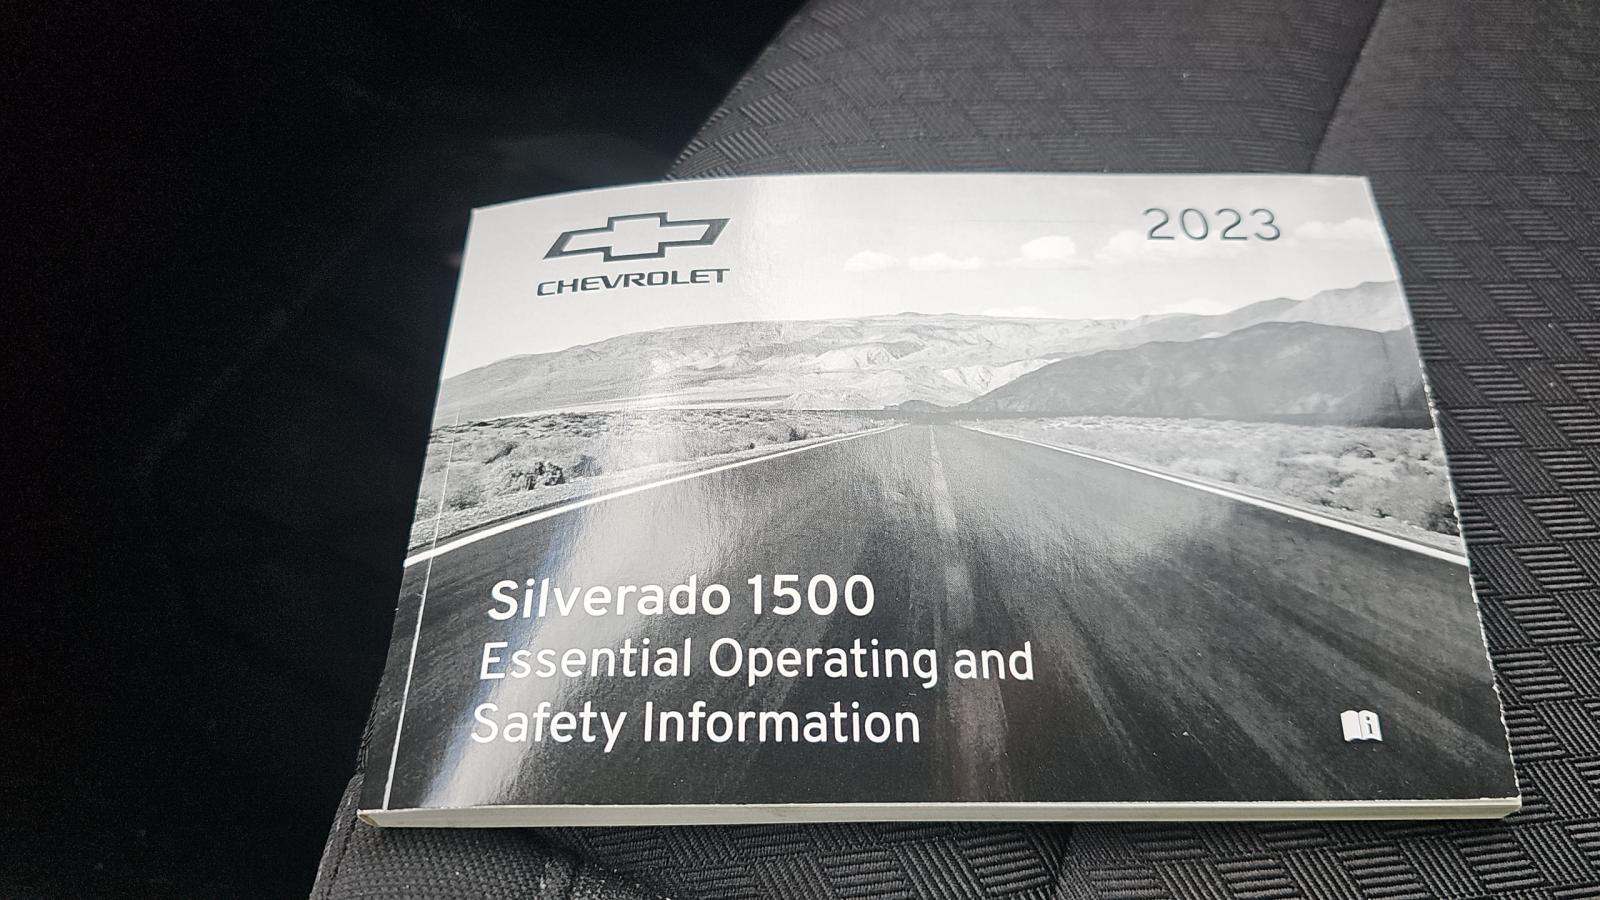 CHEVROLET
2023
Silverado 1500
Essential Operating and
Safety Information